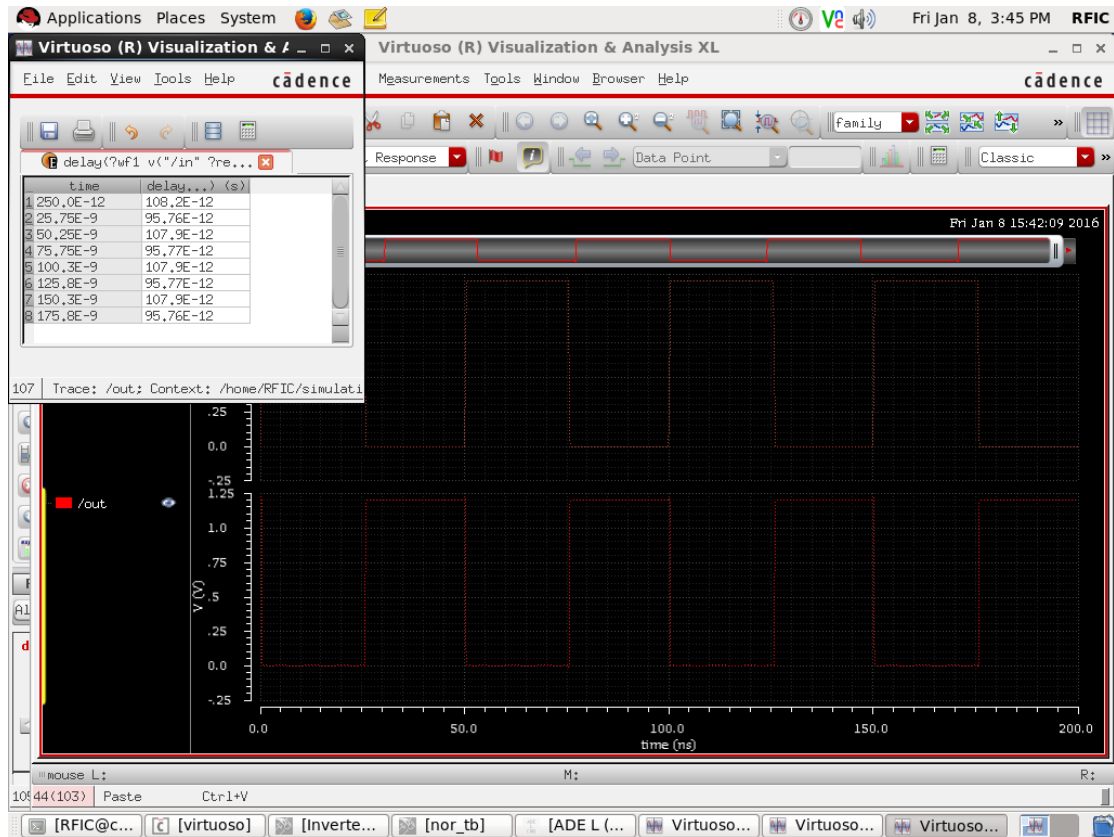 Applications Places System
Fri Jan 8, 3:45 PM RFIC
Virtuoso (R) Visualization & A
Virtuoso (R) Visualization & Analysis XL
File Edit View Tools Help cādence
Measurements Tools Window Browser Help cādence
family
»
delay(?wf1 v("/in" ?re...
Response
Data Point
Classic
»
time delay...) (s)
1 250.0E-12 108.2E-12
2 25.75E-9 95.76E-12
3 50.25E-9 107.9E-12
4 75.75E-9 95.77E-12
5 100.3E-9 107.9E-12
6 125.8E-9 95.77E-12
7 150.3E-9 107.9E-12
8 175.8E-9 95.76E-12
Fri Jan 8 15:42:09 2016
107 Trace: /out; Context: /home/RFIC/simulati
.25
0.0
-.25
1.25
/out
1.0
.75
V (V)
.5
.25
0.0
-.25
0.0 50.0 100.0 150.0 200.0
time (ns)
mouse L: M: R:
44(103) Paste Ctrl+V
[RFIC@c... [virtuoso] [Inverte... [nor_tb] [ADE L (... Virtuoso... Virtuoso... Virtuoso...